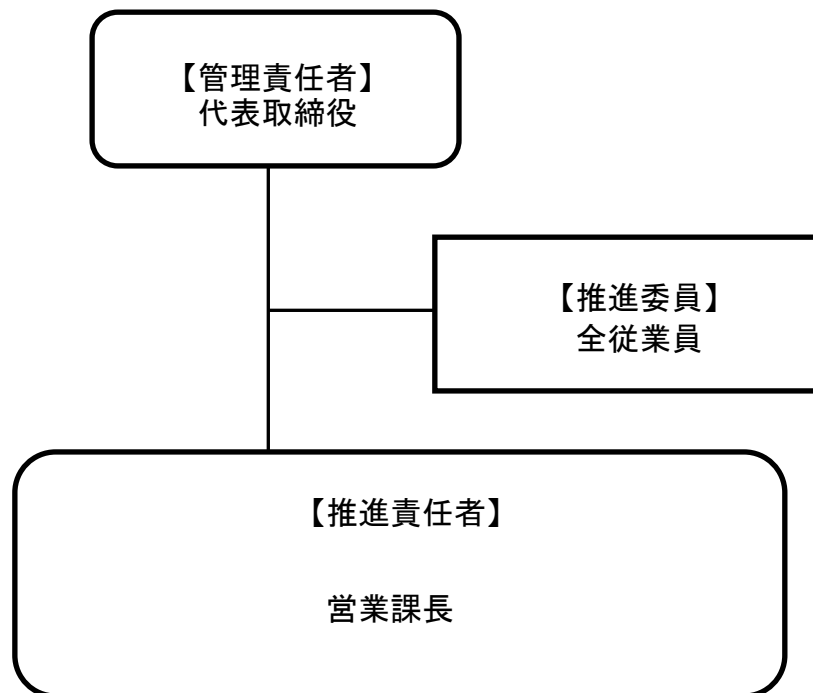 【管理責任者】
代表取締役
【推進委員】
全従業員
【推進責任者】
営業課長